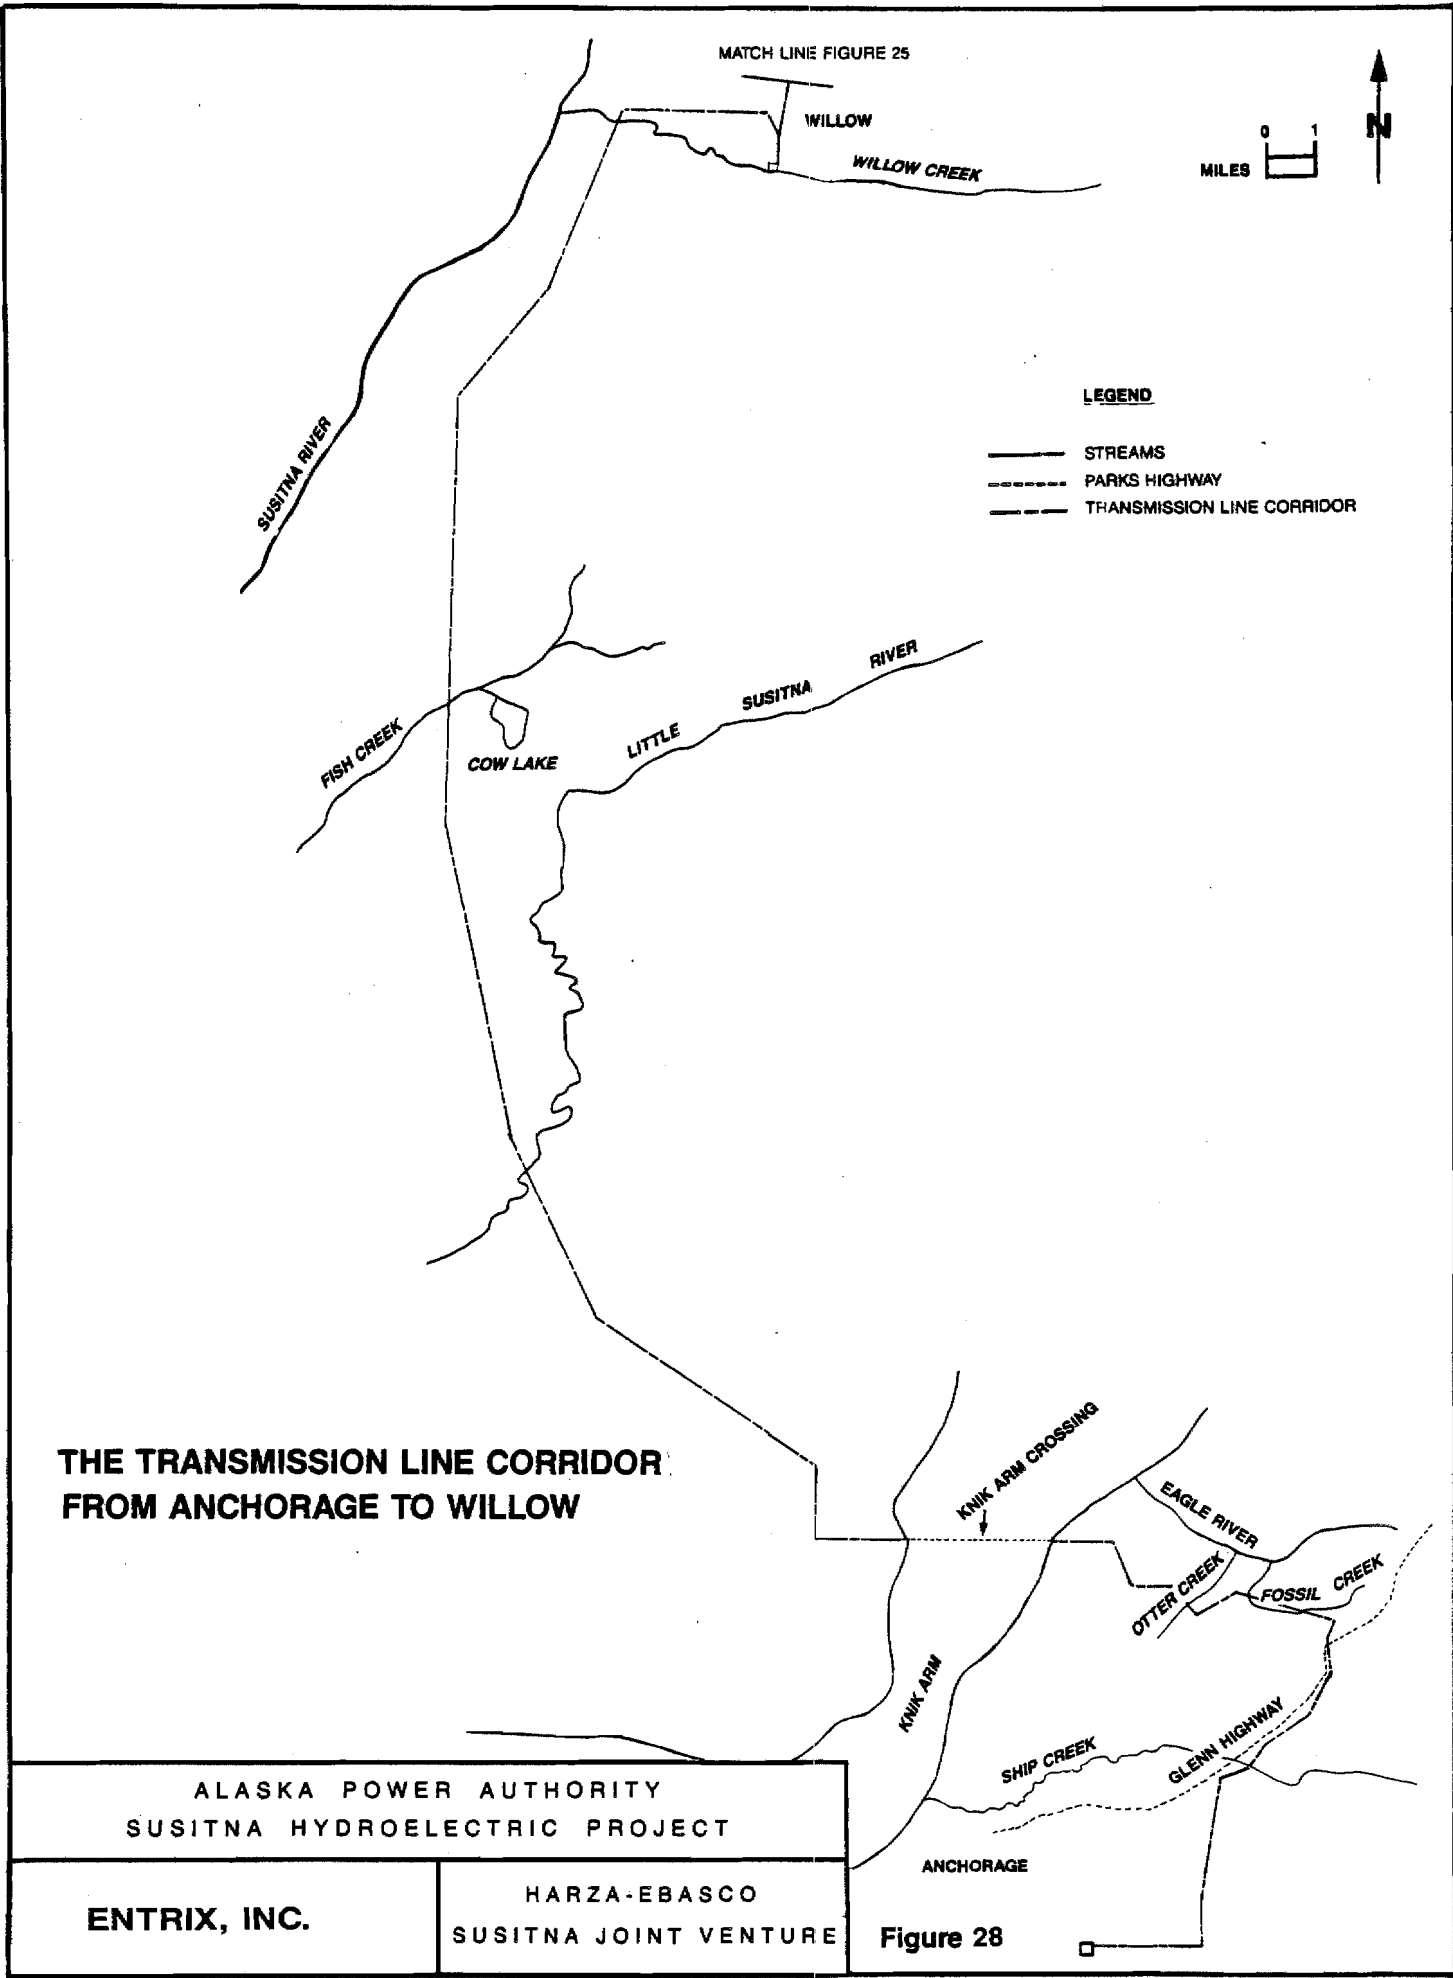 MATCH LINE FIGURE 25
WILLOW
WILLOW CREEK
0 1
MILES
N
LEGEND
STREAMS
PARKS HIGHWAY
TRANSMISSION LINE CORRIDOR
SUSITNA RIVER
FISH CREEK
COW LAKE
LITTLE SUSITNA RIVER
THE TRANSMISSION LINE CORRIDOR
FROM ANCHORAGE TO WILLOW
KNIK ARM CROSSING
EAGLE RIVER
OTTER CREEK
FOSSIL CREEK
KNIK ARM
SHIP CREEK
GLENN HIGHWAY
ANCHORAGE
ALASKA POWER AUTHORITY
SUSITNA HYDROELECTRIC PROJECT
ENTRIX, INC.
HARZA-EBASCO
SUSITNA JOINT VENTURE
Figure 28